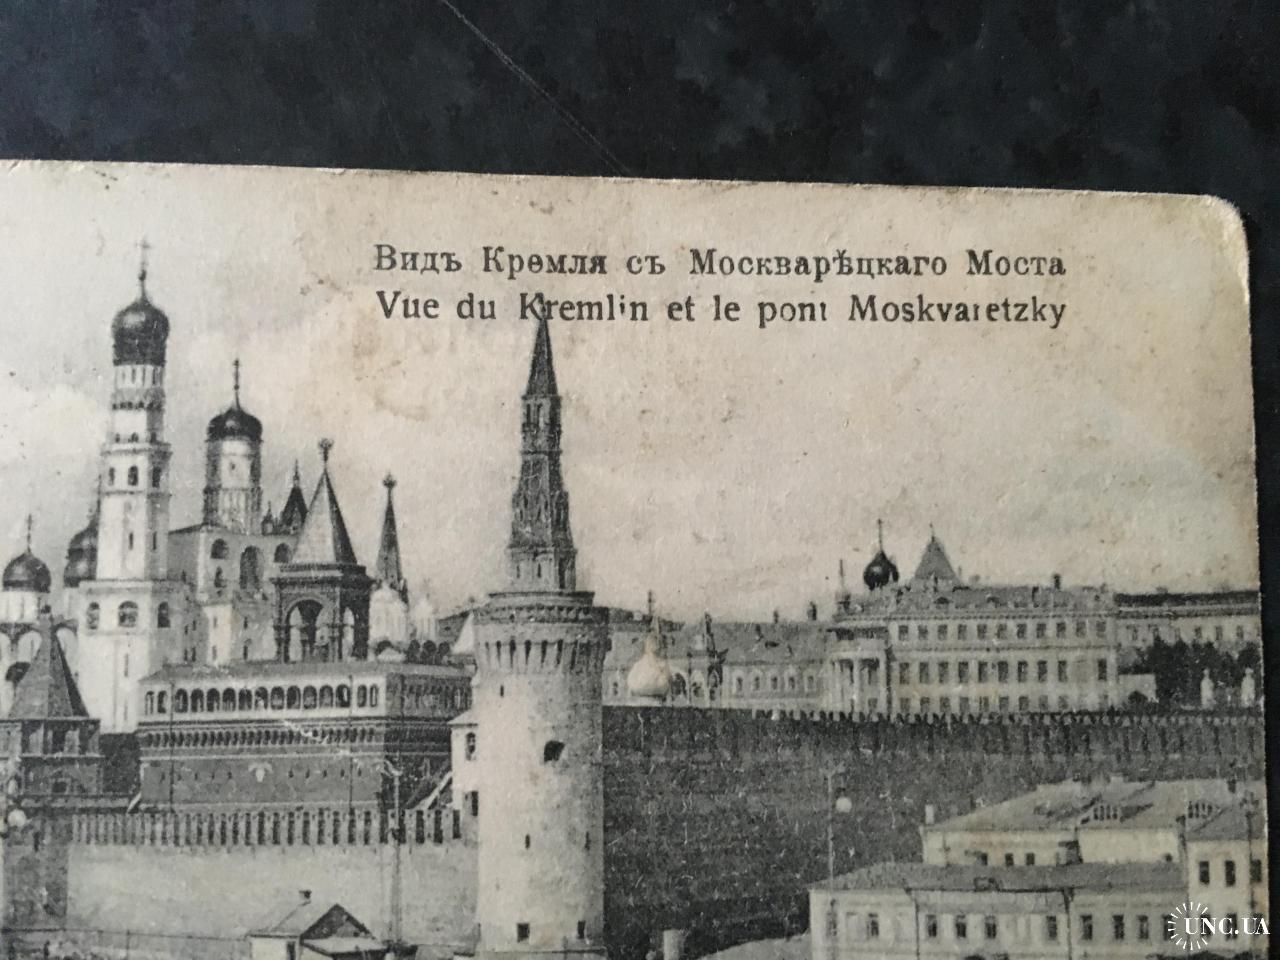 Видъ Кремля съ Москварѣцкаго Моста
Vue du Kremlin et le pont Moskvaretzky
UNC.UA